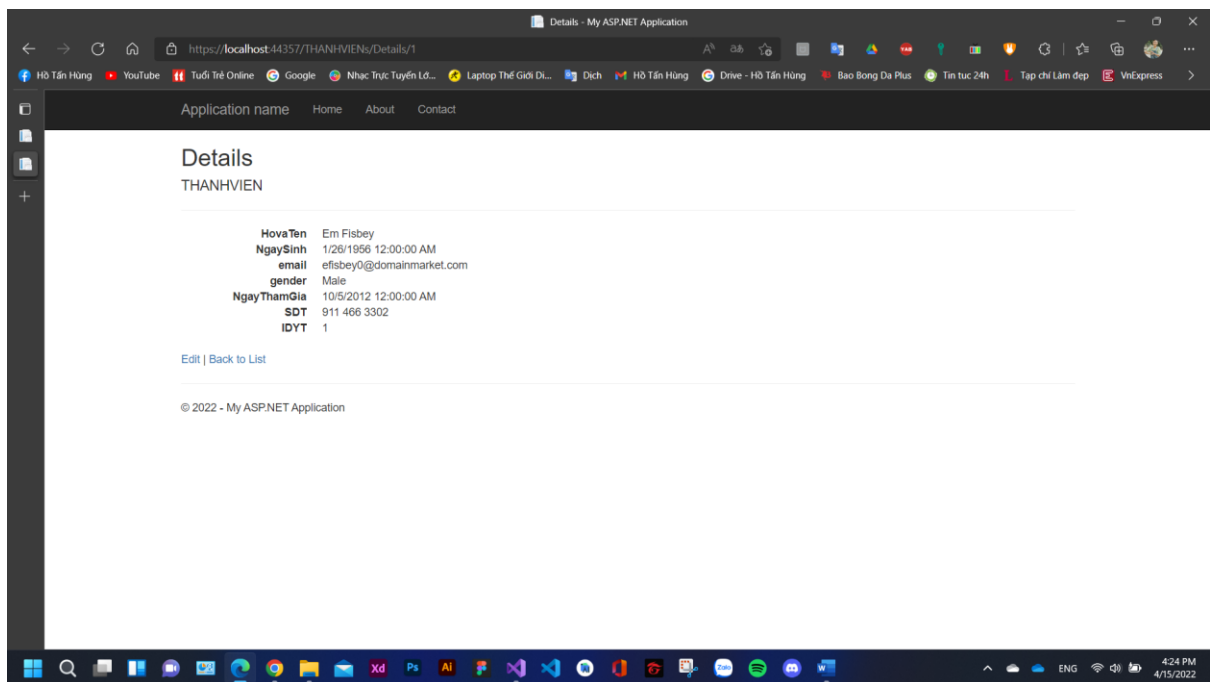 Details - My ASP.NET Application
https://localhost:44357/THANHVIENs/Details/1
Hồ Tấn Hùng YouTube Tuổi Trẻ Online Google Nhạc Trực Tuyến Lớ... Laptop Thế Giới Di... Dịch Hồ Tấn Hùng Drive - Hồ Tấn Hùng Bao Bong Da Plus Tin tuc 24h Tạp chí Làm đẹp VnExpress
Application name Home About Contact
Details
THANHVIEN
HovaTen Em Fisbey
NgaySinh 1/26/1956 12:00:00 AM
email efisbey0@domainmarket.com
gender Male
NgayThamGia 10/5/2012 12:00:00 AM
SDT 911 466 3302
IDYT 1
Edit | Back to List
© 2022 - My ASP.NET Application
Xd Ps Ai Zalo W ENG 4:24 PM
4/15/2022